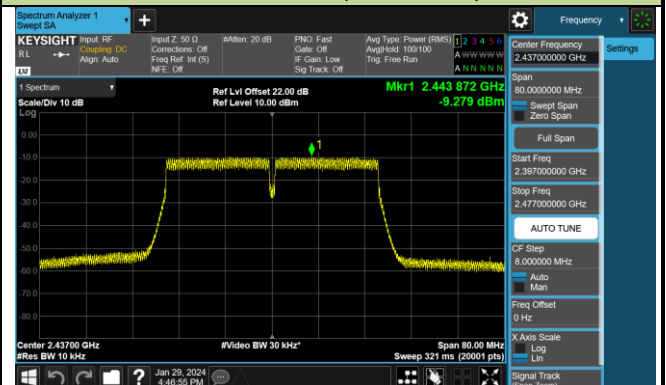 Spectrum Analyzer 1
Swept SA
+
Frequency
KEYSIGHT
RL
LXI
Input: RF
Coupling: DC
Align: Auto
Input Z: 50 Ω
Corrections: Off
Freq Ref: Int (S)
NFE: Off
#Atten: 20 dB
PNO: Fast
Gate: Off
IF Gain: Low
Sig Track: Off
Avg Type: Power (RMS)
Avg|Hold: 100/100
Trig: Free Run
1 2 3 4 5 6
A W W W W W
A N N N N N
1 Spectrum
Scale/Div 10 dB
Log
Ref Lvl Offset 22.00 dB
Ref Level 10.00 dBm
Mkr1 2.443 872 GHz
-9.279 dBm
1
0.00
-10.0
-20.0
-30.0
-40.0
-50.0
-60.0
-70.0
-80.0
Center 2.43700 GHz
#Res BW 10 kHz
#Video BW 30 kHz*
Span 80.00 MHz
Sweep 321 ms (20001 pts)
Center Frequency
2.437000000 GHz
Settings
Span
80.0000000 MHz
Swept Span
Zero Span
Full Span
Start Freq
2.397000000 GHz
Stop Freq
2.477000000 GHz
AUTO TUNE
CF Step
8.000000 MHz
Auto
Man
Freq Offset
0 Hz
X Axis Scale
Log
Lin
Signal Track
?
Jan 29, 2024
4:46:55 PM